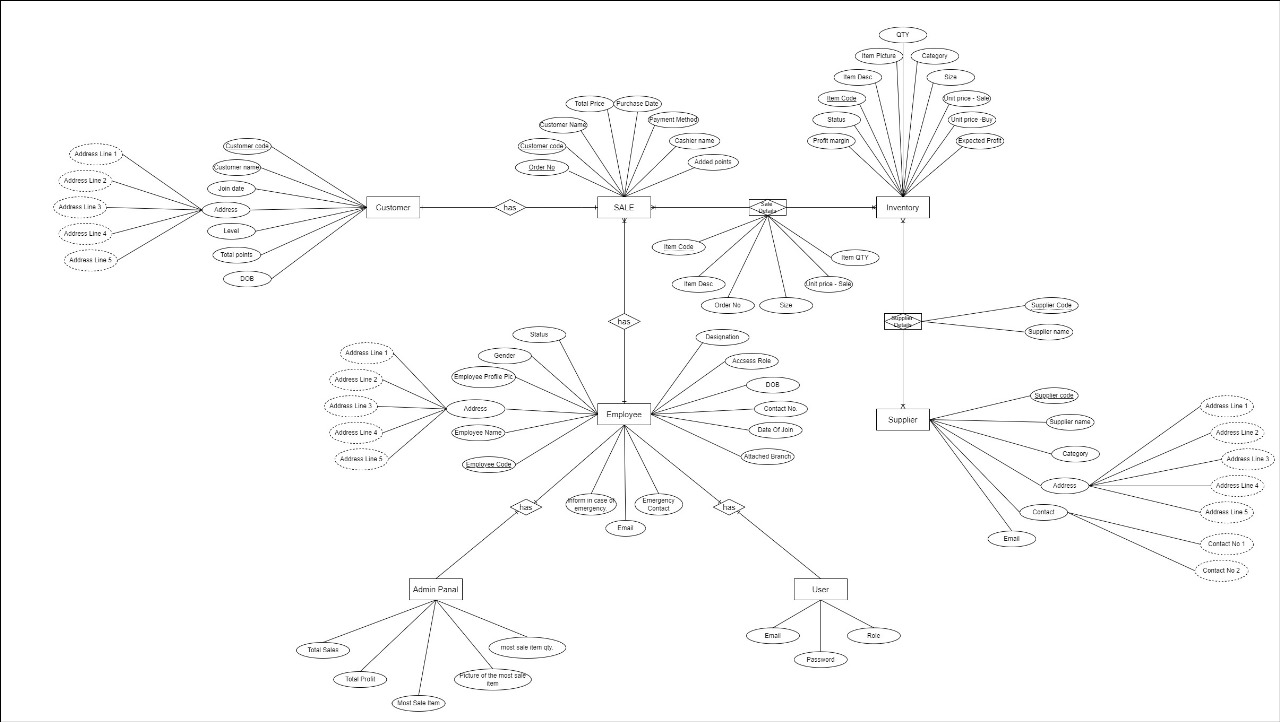 QTY
Item Picture
Category
Item Desc
Size
Item Code
Unit price - Sale
Status
Unit price -Buy
Profit margin
Expected Profit
Total Price
Purchase Date
Customer Name
Payment Method
Customer code
Cashior name
Order No
Added points
Customer code
Customer name
Join date
Address
Level
Total points
DOB
Address Line 1
Address Line 2
Address Line 3
Address Line 4
Address Line 5
Customer
has
SALE
Sale
Details
Inventory
Item Code
Item Desc
Order No
Size
Unit price - Sale
Item QTY
has
Supplier
Details
Supplier Code
Supplier name
Status
Gender
Employee Profile Pic
Address
Employee Name
Employee Code
Address Line 1
Address Line 2
Address Line 3
Address Line 4
Address Line 5
Employee
Designation
Accsess Role
DOB
Contact No.
Date Of Join
Attached Branch
Inform in case of
emergency.
Email
Emergency
Contact
Supplier
Supplier code
Supplier name
Category
Address
Contact
Email
Address Line 1
Address Line 2
Address Line 3
Address Line 4
Address Line 5
Contact No 1
Contact No 2
has
has
Admin Panal
User
Total Sales
Total Profit
Most Sale Item
Picture of the most sale
item
most sale item qty.
Email
Password
Role